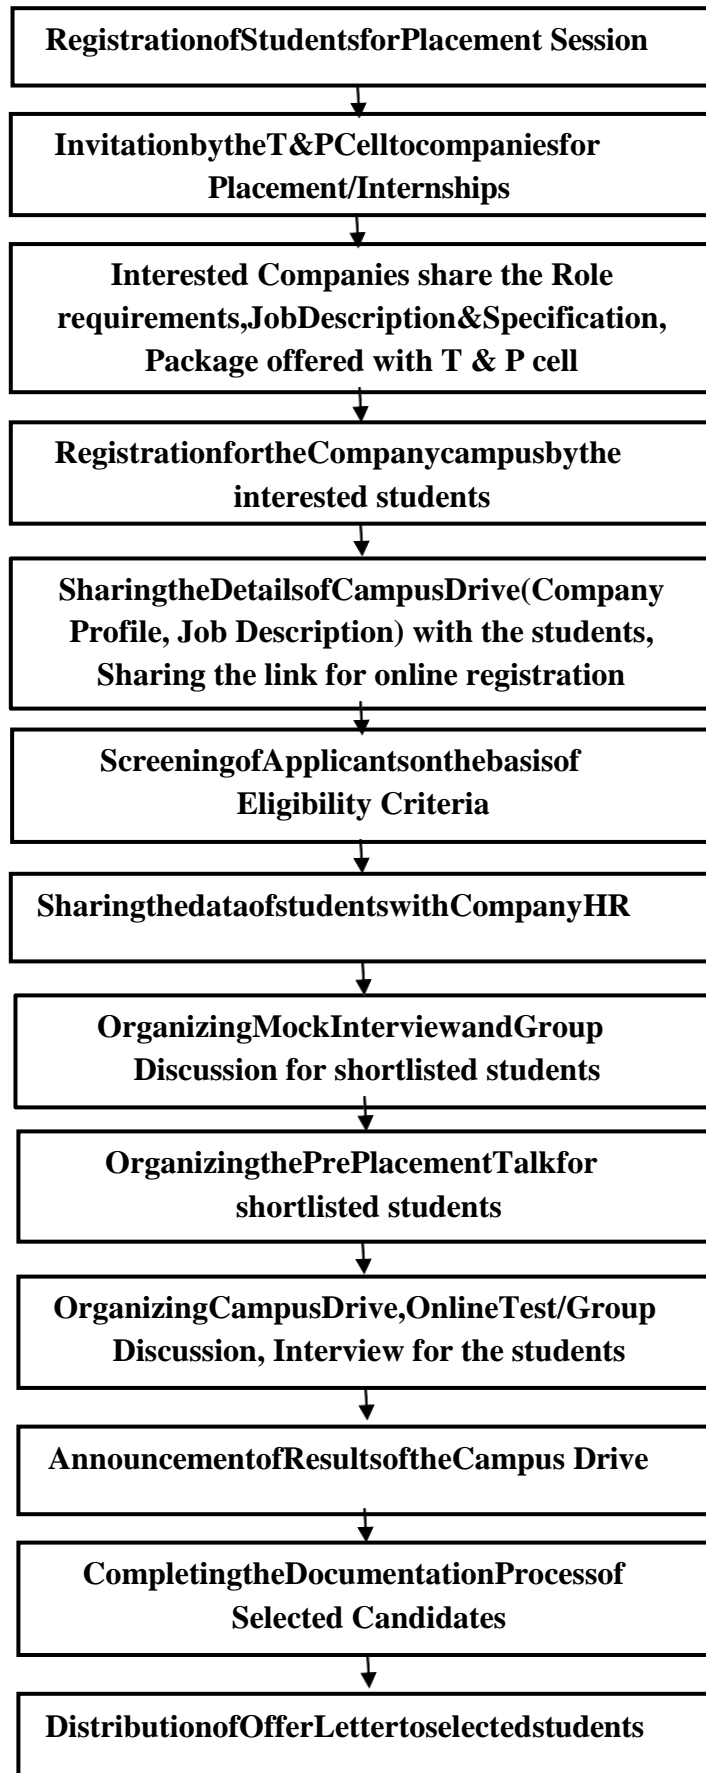 RegistrationofStudentsforPlacement Session
InvitationbytheT&PCelltocompaniesfor
Placement/Internships
Interested Companies share the Role
requirements,JobDescription&Specification,
Package offered with T & P cell
RegistrationfortheCompanycampusbythe
interested students
SharingtheDetailsofCampusDrive(Company
Profile, Job Description) with the students,
Sharing the link for online registration
ScreeningofApplicantsonthebasisof
Eligibility Criteria
SharingthedataofstudentswithCompanyHR
OrganizingMockInterviewandGroup
Discussion for shortlisted students
OrganizingthePrePlacementTalkfor
shortlisted students
OrganizingCampusDrive,OnlineTest/Group
Discussion, Interview for the students
AnnouncementofResultsoftheCampus Drive
CompletingtheDocumentationProcessof
Selected Candidates
DistributionofOfferLettertoselectedstudents